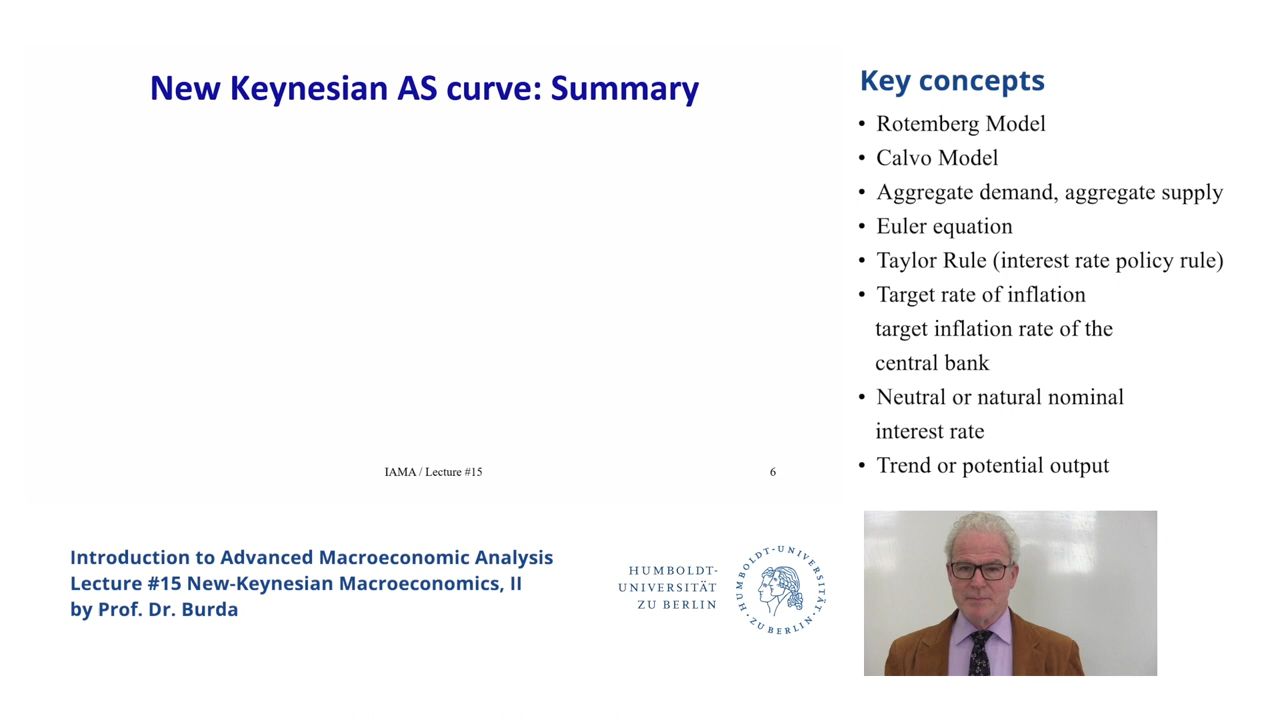 New Keynesian AS curve: Summary
IAMA / Lecture #15
6
Key concepts
• Rotemberg Model
• Calvo Model
• Aggregate demand, aggregate supply
• Euler equation
• Taylor Rule (interest rate policy rule)
• Target rate of inflation
target inflation rate of the
central bank
• Neutral or natural nominal
interest rate
• Trend or potential output
Introduction to Advanced Macroeconomic Analysis
Lecture #15 New-Keynesian Macroeconomics, II
by Prof. Dr. Burda
HUMBOLDT-
UNIVERSITÄT
ZU BERLIN
HUMBOLDT-UNIVERSITÄT
ZU BERLIN